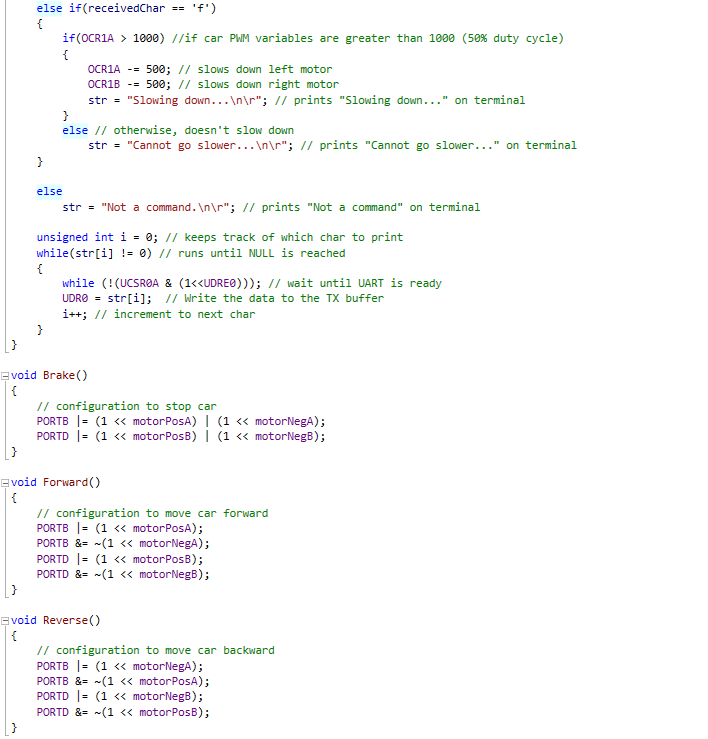 else if(receivedChar == 'f')
{
if(OCR1A > 1000) //if car PWM variables are greater than 1000 (50% duty cycle)
{
OCR1A -= 500; // slows down left motor
OCR1B -= 500; // slows down right motor
str = "Slowing down...\n\r"; // prints "Slowing down..." on terminal
}
else // otherwise, doesn't slow down
str = "Cannot go slower...\n\r"; // prints "Cannot go slower..." on terminal
}
else
str = "Not a command.\n\r"; // prints "Not a command" on terminal
unsigned int i = 0; // keeps track of which char to print
while(str[i] != 0) // runs until NULL is reached
{
while (!(UCSR0A & (1<<UDRE0))); // wait until UART is ready
UDR0 = str[i];  // Write the data to the TX buffer
i++; // increment to next char
}
}
void Brake()
{
// configuration to stop car
PORTB |= (1 << motorPosA) | (1 << motorNegA);
PORTD |= (1 << motorPosB) | (1 << motorNegB);
}
void Forward()
{
// configuration to move car forward
PORTB |= (1 << motorPosA);
PORTB &= ~(1 << motorNegA);
PORTD |= (1 << motorPosB);
PORTD &= ~(1 << motorNegB);
}
void Reverse()
{
// configuration to move car backward
PORTB |= (1 << motorNegA);
PORTB &= ~(1 << motorPosA);
PORTD |= (1 << motorNegB);
PORTD &= ~(1 << motorPosB);
}